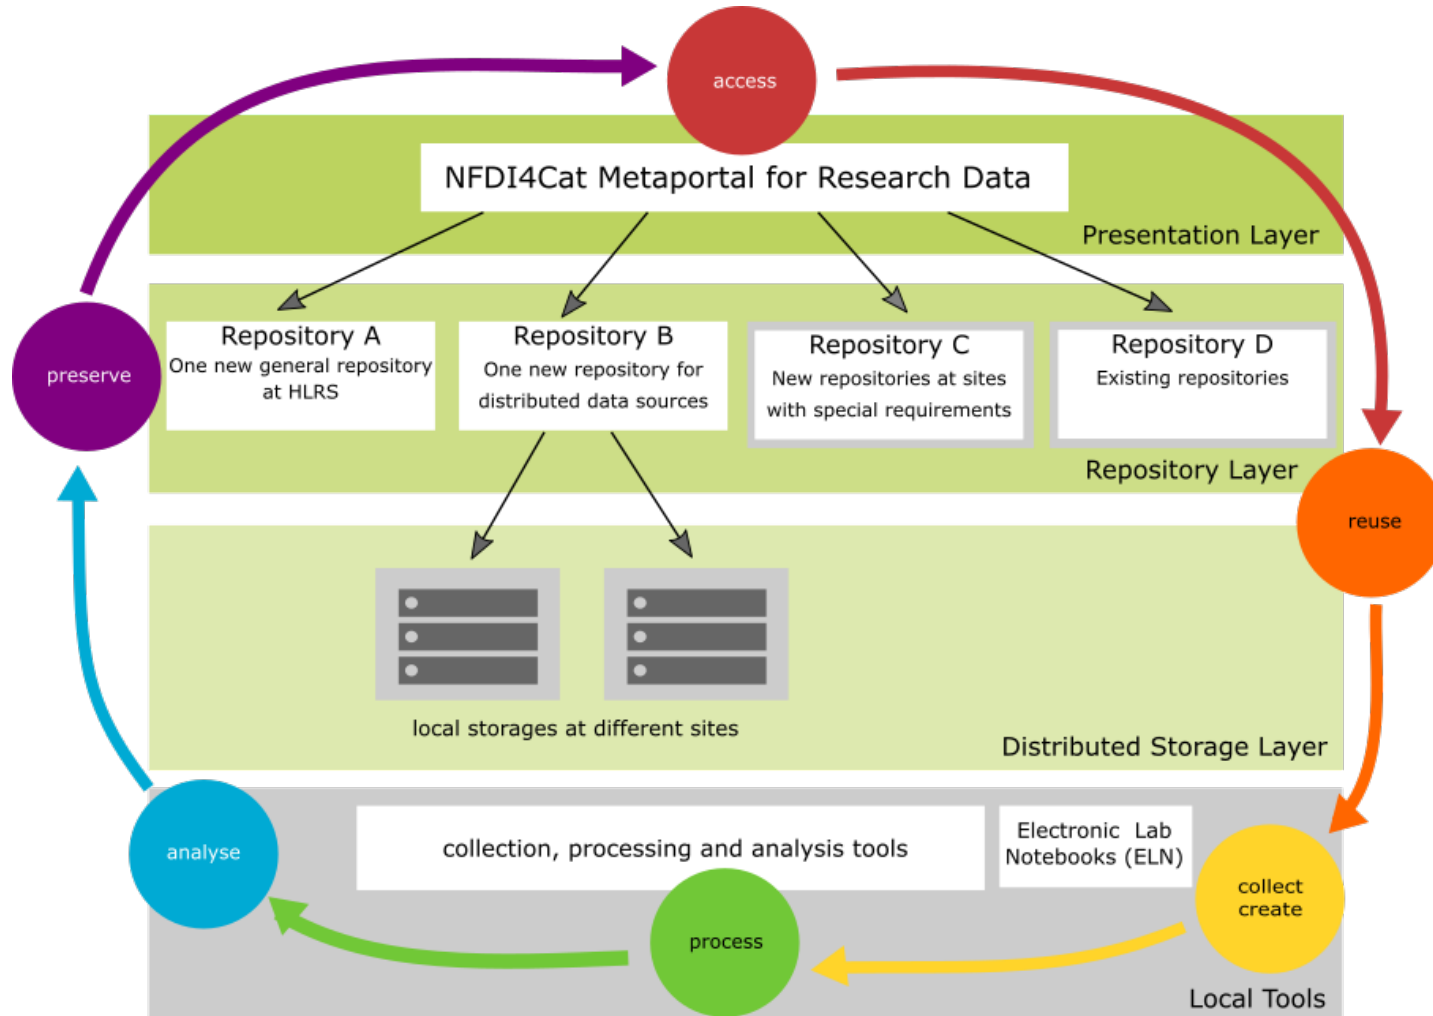 access
NFDI4Cat Metaportal for Research Data
Presentation Layer
Repository A
One new general repository
at HLRS
Repository B
One new repository for
distributed data sources
Repository C
New repositories at sites
with special requirements
Repository D
Existing repositories
preserve
Repository Layer
reuse
local storages at different sites
Distributed Storage Layer
analyse
collection, processing and analysis tools
Electronic Lab
Notebooks (ELN)
collect
create
process
Local Tools